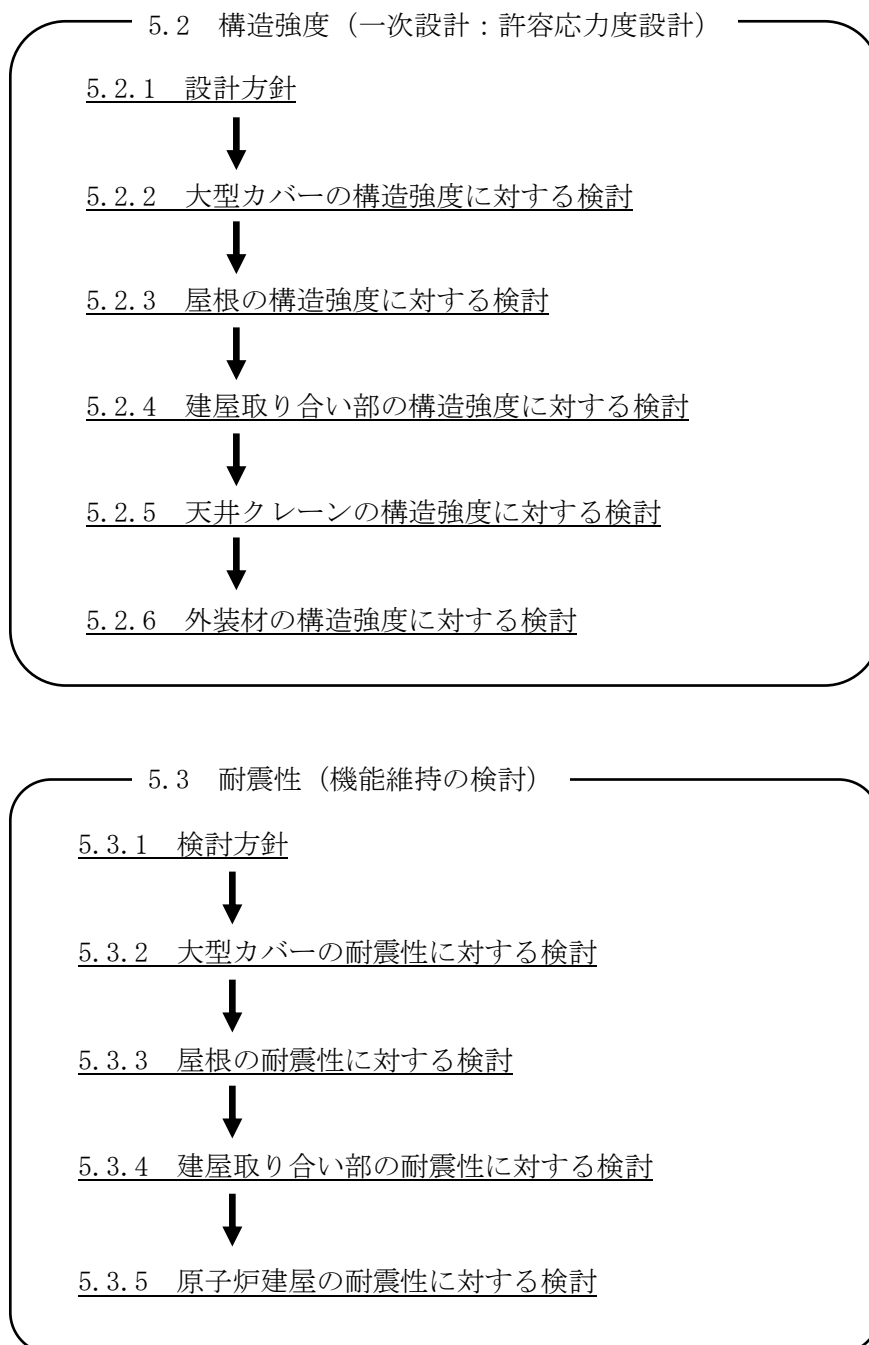 5.2 構造強度（一次設計：許容応力度設計）
5.2.1 設計方針
5.2.2 大型カバーの構造強度に対する検討
5.2.3 屋根の構造強度に対する検討
5.2.4 建屋取り合い部の構造強度に対する検討
5.2.5 天井クレーンの構造強度に対する検討
5.2.6 外装材の構造強度に対する検討
5.3 耐震性（機能維持の検討）
5.3.1 検討方針
5.3.2 大型カバーの耐震性に対する検討
5.3.3 屋根の耐震性に対する検討
5.3.4 建屋取り合い部の耐震性に対する検討
5.3.5 原子炉建屋の耐震性に対する検討